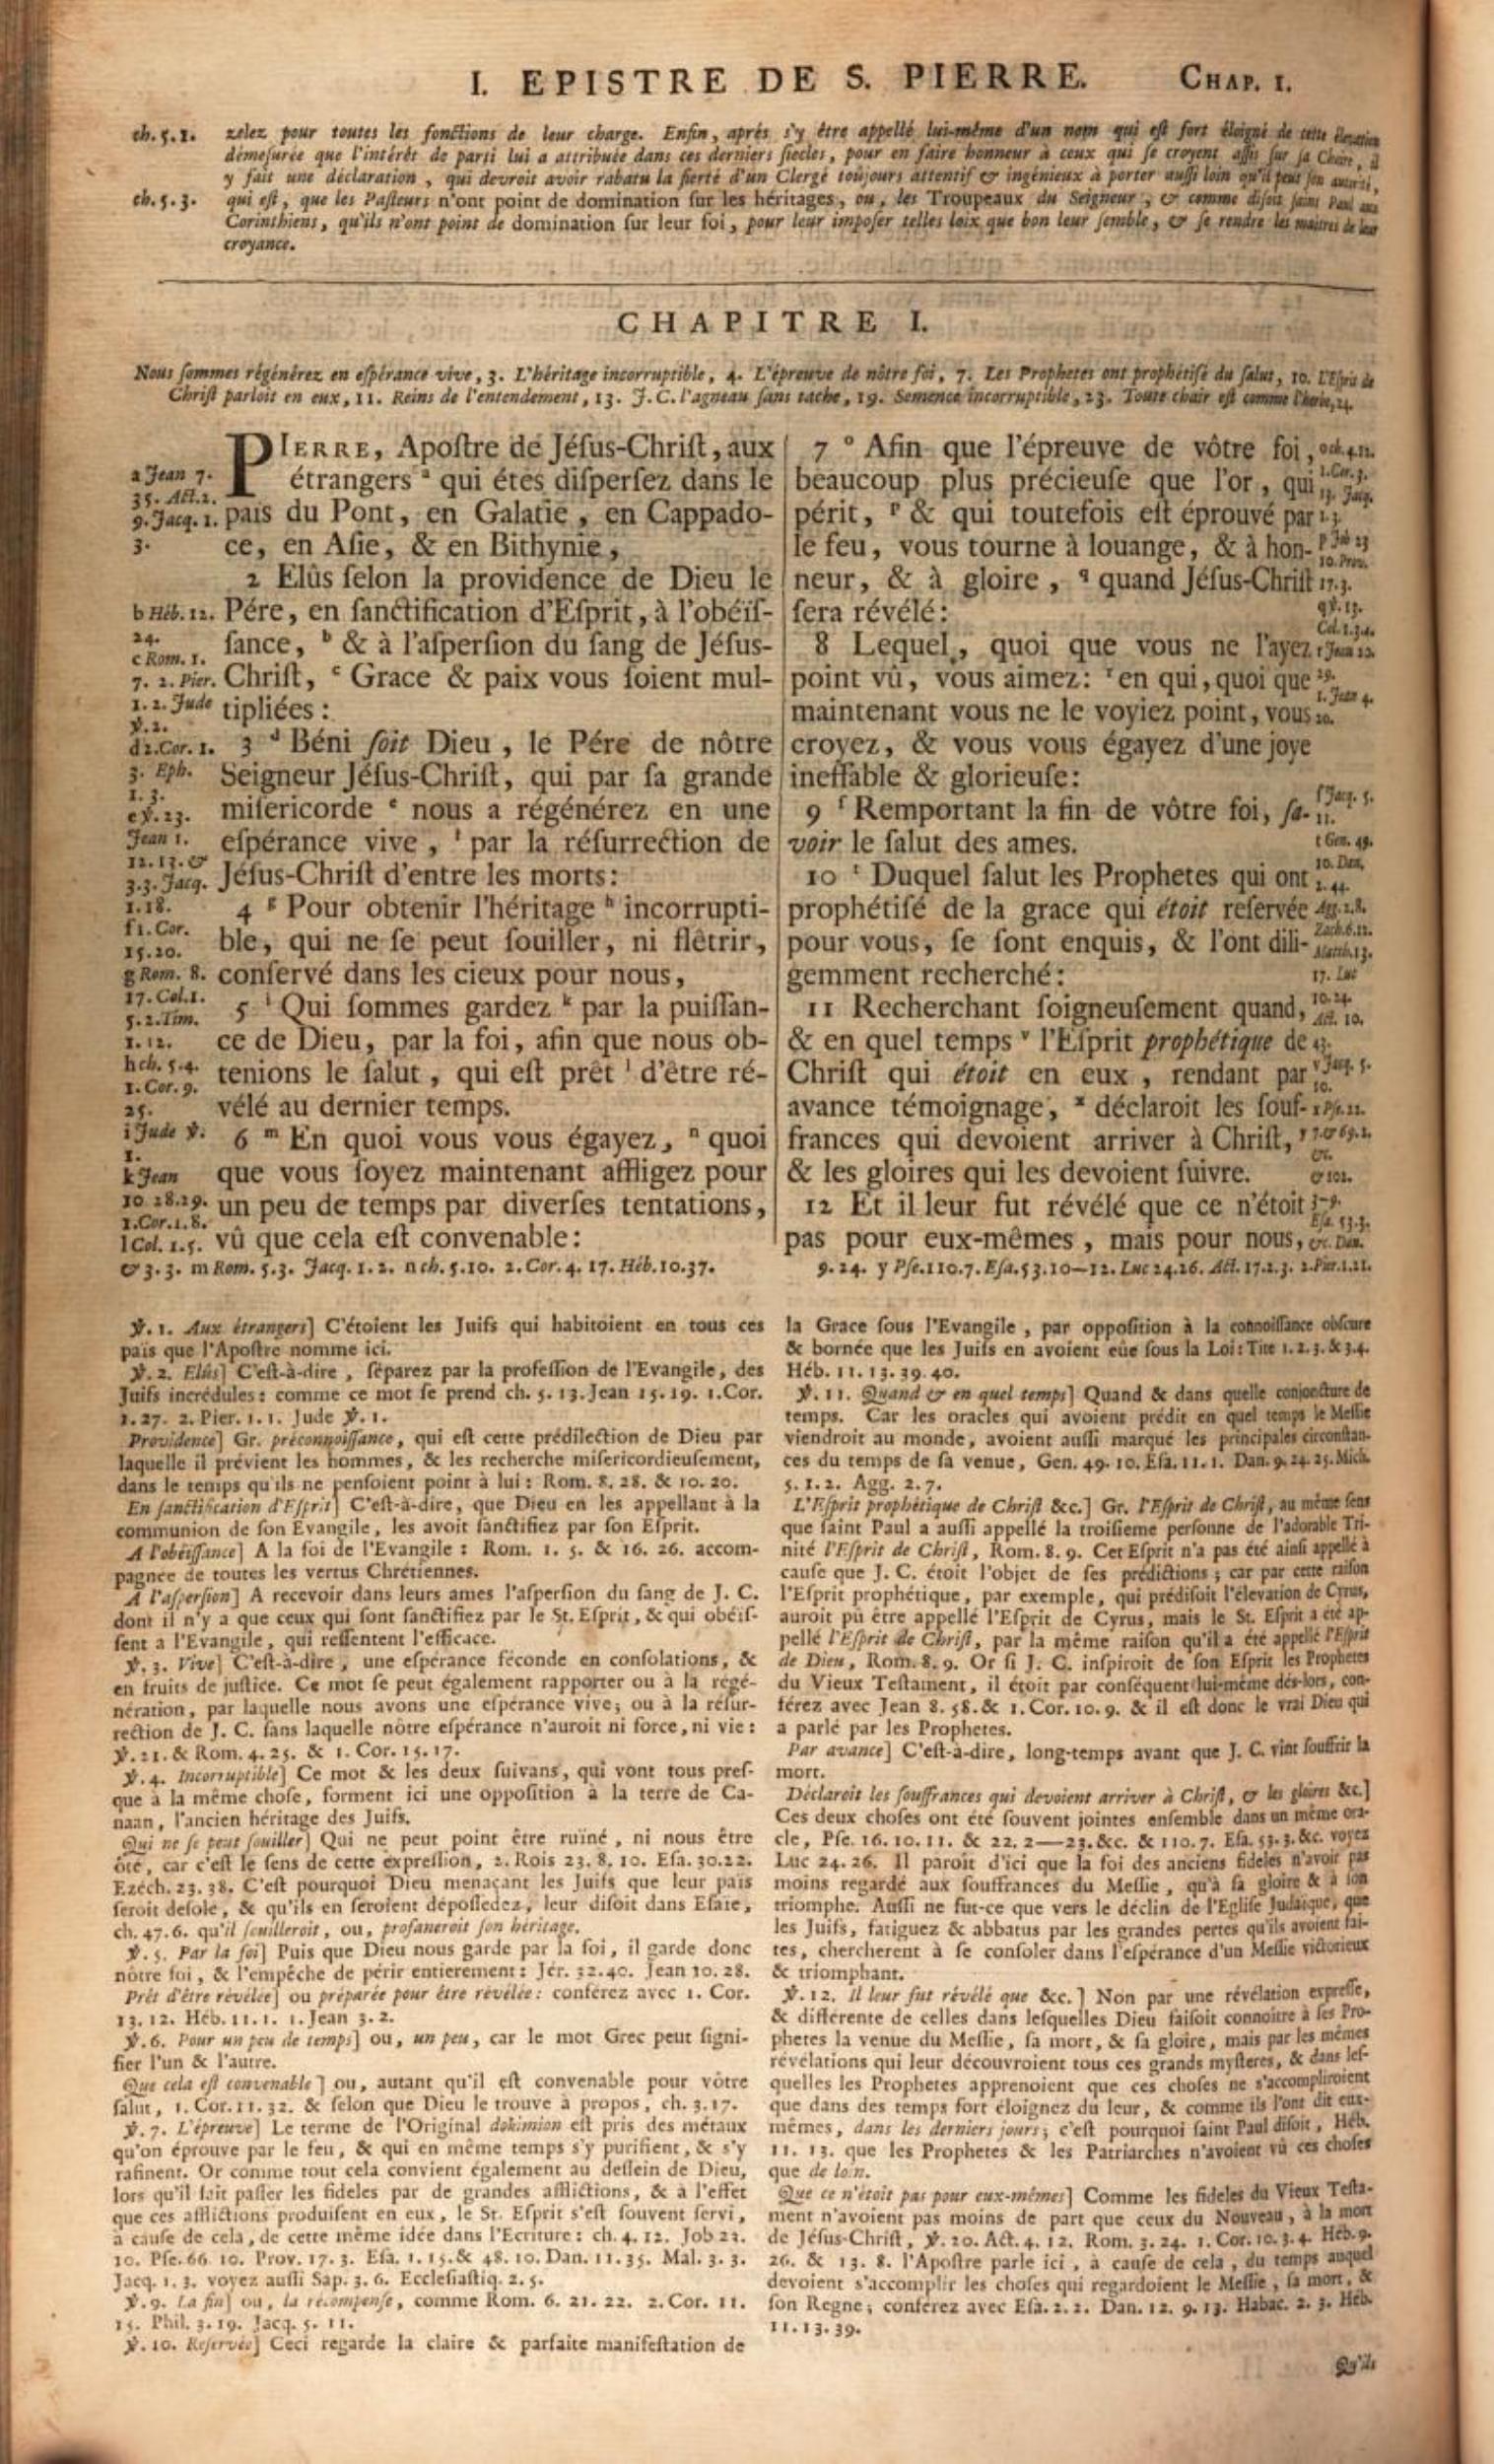 I. EPISTRE DE S. PIERRE. CHAP. I.
ch. 5. 1. zelez pour toutes les fonctions de leur charge. Enfin, aprés s'y être appellé lui-même d'un nom qui est fort éloigné de cette élevation
démesurée que l'intérêt de parti lui a attribuée dans ces derniers siecles, pour en faire honneur à ceux qui se croyent assis sur sa Chaire, il
y fait une déclaration, qui devroit avoir rabatu la fierté d'un Clergé toûjours attentif & ingénieux à porter aussi loin qu'il peut son autorité,
ch. 5. 3. qui est, que les Pasteurs n'ont point de domination sur les héritages, ou, les Troupeaux du Seigneur; & comme disoit saint Paul aux
Corinthiens, qu'ils n'ont point de domination sur leur foi, pour leur imposer telles loix que bon leur semble, & se rendre les maîtres de leur
croyance.
CHAPITRE I.
Nous sommes régénérez en espérance vive, 3. L'héritage incorruptible, 4. L'épreuve de nôtre foi, 7. Les Prophetes ont prophétisé du salut, 10. L'Esprit de
Christ parloit en eux, 11. Reins de l'entendement, 13. J. C. l'agneau sans tache, 19. Semence incorruptible, 23. Toute chair est comme l'herbe, 24.
PIERRE, Apoſtre de Jéſus-Chriſt, aux
étrangers ª qui étes diſperſez dans le
païs du Pont, en Galatie, en Cappado-
ce, en Aſie, & en Bithynie,
2 Elûs ſelon la providence de Dieu le
Pére, en ſanctification d'Eſprit, à l'obéïſ-
ſance, ᵇ & à l'aſperſion du ſang de Jéſus-
Chriſt, ᶜ Grace & paix vous ſoient mul-
tipliées:
3 ᵈ Béni ſoit Dieu, le Pére de nôtre
Seigneur Jéſus-Chriſt, qui par ſa grande
miſericorde ᵉ nous a régénérez en une
eſpérance vive, ᶠ par la réſurrection de
Jéſus-Chriſt d'entre les morts:
4 ᵍ Pour obtenir l'héritage ʰ incorrupti-
ble, qui ne ſe peut ſouiller, ni flêtrir,
conſervé dans les cieux pour nous,
5 ⁱ Qui ſommes gardez ᵏ par la puiſſan-
ce de Dieu, par la foi, afin que nous ob-
tenions le ſalut, qui eſt prêt ˡ d'être ré-
vélé au dernier temps.
6 ᵐ En quoi vous vous égayez, ⁿ quoi
que vous ſoyez maintenant affligez pour
un peu de temps par diverſes tentations,
vû que cela eſt convenable:
a Jean 7.
35. Act. 2.
9. Jacq. 1.
3.
b Héb. 12.
24.
c Rom. 1.
7. 2. Pier.
1. 2. Jude
℣. 2.
d 2. Cor. 1.
3. Eph.
1. 3.
e ℣. 23.
Jean 1.
12. 13. &
3. 3. Jacq.
1. 18.
f 1. Cor.
15. 20.
g Rom. 8.
17. Col. 1.
5. 2. Tim.
1. 12.
h ch. 5. 4.
1. Cor. 9.
25.
i Jude ℣.
1.
k Jean
10 28. 29.
1. Cor. 1. 8.
l Col. 1. 5.
& 3. 3. m Rom. 5. 3. Jacq. 1. 2. n ch. 5. 10. 2. Cor. 4. 17. Héb. 10. 37.
7 º Afin que l'épreuve de vôtre foi,
beaucoup plus précieuſe que l'or, qui
périt, ᵖ & qui toutefois eſt éprouvé par
le feu, vous tourne à louange, & à hon-
neur, & à gloire, q quand Jéſus-Chriſt
ſera révélé:
8 Lequel, quoi que vous ne l'ayez
point vû, vous aimez: ʳ en qui, quoi que
maintenant vous ne le voyiez point, vous
croyez, & vous vous égayez d'une joye
ineffable & glorieuſe:
9 ſ Remportant la fin de vôtre foi, ſa-
voir le ſalut des ames.
10 ᵗ Duquel ſalut les Prophetes qui ont
prophétiſé de la grace qui étoit reſervée
pour vous, ſe ſont enquis, & l'ont dili-
gemment recherché:
11 Recherchant ſoigneuſement quand,
& en quel temps ᵛ l'Eſprit prophétique de
Chriſt qui étoit en eux, rendant par
avance témoignage, ˣ déclaroit les ſouf-
frances qui devoient arriver à Chriſt, ʸ
& les gloires qui les devoient ſuivre.
12 Et il leur fut révélé que ce n'étoit
pas pour eux-mêmes, mais pour nous,
o ch. 4. 12.
1. Cor. 3.
13. Jacq.
1. 3.
p Job 23
10. Prov.
17. 3.
q ℣. 13.
Col. 3. 4.
r Jean 20.
29.
1. Jean 4.
20.
ſ Jacq. 5.
11.
t Gen. 49.
10. Dan.
2. 44.
Agg. 2. 8.
Zach. 6. 12.
Matth. 13.
17. Luc
10. 24.
Act. 10.
43.
10.
x Pſe. 22.
7. & 69. 2.
&c.
& 102.
Eſa. 53. 3.
&c. Dan.
9. 24. y Pſe. 110. 7. Eſa. 53. 10—12. Luc 24. 26. Act. 17. 2. 3. 2. Pier. 1. 21.
℣. 1. Aux étrangers] C'étoient les Juifs qui habitoient en tous ces
païs que l'Apoſtre nomme ici.
℣. 2. Elûs] C'eſt-à-dire, ſéparez par la profeſſion de l'Evangile, des
Juifs incrédules: comme ce mot ſe prend ch. 5. 13. Jean 15. 19. 1. Cor.
1. 27. 2. Pier. 1. 1. Jude ℣. 1.
Providence] Gr. préconnoiſſance, qui eſt cette prédilection de Dieu par
laquelle il prévient les hommes, & les recherche miſericordieuſement,
dans le temps qu'ils ne penſoient point à lui: Rom. 8. 28. & 10. 20.
En ſanctification d'Eſprit] C'eſt-à-dire, que Dieu en les appellant à la
communion de ſon Evangile, les avoit ſanctifiez par ſon Eſprit.
A l'obéïſſance] A la foi de l'Evangile: Rom. 1. 5. & 16. 26. accom-
pagnée de toutes les vertus Chrétiennes.
A l'aſperſion] A recevoir dans leurs ames l'aſperſion du ſang de J. C.
dont il n'y a que ceux qui ſont ſanctifiez par le St. Eſprit, & qui obéïſ-
ſent à l'Evangile, qui reſſentent l'efficace.
℣. 3. Vive] C'eſt-à-dire, une eſpérance féconde en conſolations, &
en fruits de juſtice. Ce mot ſe peut également rapporter ou à la régé-
nération, par laquelle nous avons une eſpérance vive; ou à la réſur-
rection de J. C. ſans laquelle nôtre eſpérance n'auroit ni force, ni vie:
℣. 21. & Rom. 4. 25. & 1. Cor. 15. 17.
℣. 4. Incorruptible] Ce mot & les deux ſuivans, qui vont tous preſ-
que à la même choſe, forment ici une oppoſition à la terre de Ca-
naan, l'ancien héritage des Juifs.
Qui ne ſe peut ſouiller] Qui ne peut point être ruïné, ni nous être
ôté, car c'eſt le ſens de cette expreſſion, 2. Rois 23. 8. 10. Eſa. 30. 22.
Ezéch. 23. 38. C'eſt pourquoi Dieu menaçant les Juifs que leur païs
ſeroit déſolé, & qu'ils en ſeroient dépoſſedez, leur diſoit dans Eſaïe,
ch. 47. 6. qu'il ſouilleroit, ou, profaneroit ſon héritage.
℣. 5. Par la foi] Puis que Dieu nous garde par la foi, il garde donc
nôtre foi, & l'empêche de périr entierement: Jér. 32. 40. Jean 10. 28.
Prêt d'être révélée] ou préparée pour être révélée: conférez avec 1. Cor.
13. 12. Héb. 11. 1. 1. Jean 3. 2.
℣. 6. Pour un peu de temps] ou, un peu, car le mot Grec peut ſigni-
fier l'un & l'autre.
Que cela eſt convenable] ou, autant qu'il eſt convenable pour vôtre
ſalut, 1. Cor. 11. 32. & ſelon que Dieu le trouve à propos, ch. 3. 17.
℣. 7. L'épreuve] Le terme de l'Original dokimion eſt pris des métaux
qu'on éprouve par le feu, & qui en même temps s'y purifient, & s'y
rafinent. Or comme tout cela convient également au deſſein de Dieu,
lors qu'il fait paſſer les fideles par de grandes afflictions, & à l'effet
que ces afflictions produiſent en eux, le St. Eſprit s'eſt ſouvent ſervi,
à cauſe de cela, de cette même idée dans l'Ecriture: ch. 4. 12. Job 23.
10. Pſe. 66. 10. Prov. 17. 3. Eſa. 1. 15. & 48. 10. Dan. 11. 35. Mal. 3. 3.
Jacq. 1. 3. voyez auſſi Sap. 3. 6. Eccleſiaſtiq. 2. 5.
℣. 9. La fin] ou, la récompenſe, comme Rom. 6. 21. 22. 2. Cor. 11.
15. Phil. 3. 19. Jacq. 5. 11.
℣. 10. Reſervée] Ceci regarde la claire & parfaite manifeſtation de
la Grace ſous l'Evangile, par oppoſition à la connoiſſance obſcure
& bornée que les Juifs en avoient eûe ſous la Loi: Tite 1. 2. 3. & 3. 4.
Héb. 11. 13. 39. 40.
℣. 11. Quand & en quel temps] Quand & dans quelle conjoncture de
temps. Car les oracles qui avoient prédit en quel temps le Meſſie
viendroit au monde, avoient auſſi marqué les principales circonſtan-
ces du temps de ſa venue, Gen. 49. 10. Eſa. 11. 1. Dan. 9. 24. 25. Mich.
5. 1. 2. Agg. 2. 7.
L'Eſprit prophétique de Chriſt &c.] Gr. l'Eſprit de Chriſt, au même ſens
que ſaint Paul a auſſi appellé la troiſieme perſonne de l'adorable Tri-
nité l'Eſprit de Chriſt, Rom. 8. 9. Cet Eſprit n'a pas été ainſi appellé à
cauſe que J. C. étoit l'objet de ſes prédictions; car par cette raiſon
l'Eſprit prophétique, par exemple, qui prédiſoit l'élevation de Cyrus,
auroit pû être appellé l'Eſprit de Cyrus, mais le St. Eſprit a été ap-
pellé l'Eſprit de Chriſt, par la même raiſon qu'il a été appellé l'Eſprit
de Dieu, Rom. 8. 9. Or ſi J. C. inſpiroit de ſon Eſprit les Prophetes
du Vieux Teſtament, il étoit par conſéquent lui-même dés-lors, con-
férez avec Jean 8. 58. & 1. Cor. 10. 9. & il eſt donc le vrai Dieu qui
a parlé par les Prophetes.
Par avance] C'eſt-à-dire, long-temps avant que J. C. vint ſouffrir la
mort.
Déclaroit les ſouffrances qui devoient arriver à Chriſt, & les gloires &c.]
Ces deux choſes ont été ſouvent jointes enſemble dans un même ora-
cle, Pſe. 16. 10. 11. & 22. 2—23. &c. & 110. 7. Eſa. 53. 3. &c. voyez
Luc 24. 26. Il paroît d'ici que la foi des anciens fideles n'avoit pas
moins regardé aux ſouffrances du Meſſie, qu'à ſa gloire & à ſon
triomphe. Auſſi ne fut-ce que vers le déclin de l'Egliſe Judaïque, que
les Juifs, fatiguez & abbatus par les grandes pertes qu'ils avoient fai-
tes, chercherent à ſe conſoler dans l'eſpérance d'un Meſſie victorieux
& triomphant.
℣. 12. Il leur fut révélé que &c.] Non par une révélation expreſſe,
& différente de celles dans leſquelles Dieu faiſoit connoître à ſes Pro-
phetes la venue du Meſſie, ſa mort, & ſa gloire, mais par les mêmes
révélations qui leur découvroient tous ces grands myſteres, & dans leſ-
quelles les Prophetes apprenoient que ces choſes ne s'accompliroient
que dans des temps fort éloignez du leur, & comme ils l'ont dit eux-
mêmes, dans les derniers jours; c'eſt pourquoi ſaint Paul diſoit, Héb.
11. 13. que les Prophetes & les Patriarches n'avoient vû ces choſes
que de loin.
Que ce n'étoit pas pour eux-mêmes] Comme les fideles du Vieux Teſta-
ment n'avoient pas moins de part que ceux du Nouveau, à la mort
de Jéſus-Chriſt, ℣. 20. Act. 4. 12. Rom. 3. 24. 1. Cor. 10. 3. 4. Héb. 9.
26. & 13. 8. l'Apoſtre parle ici, à cauſe de cela, du temps auquel
devoient s'accomplir les choſes qui regardoient le Meſſie, ſa mort, &
ſon Regne; conférez avec Eſa. 2. 2. Dan. 12. 9. 13. Habac. 2. 3. Héb.
11. 13. 39.
Qu'ils